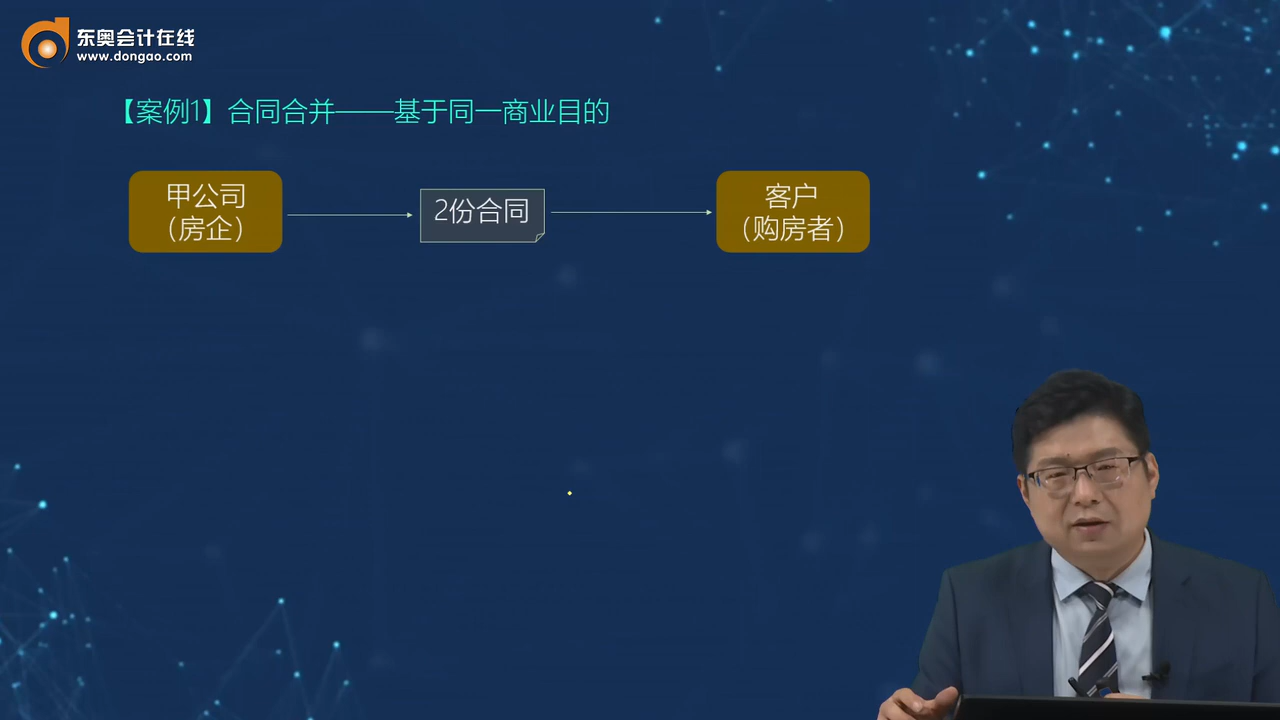 东奥会计在线
www.dongao.com
【案例1】合同合并——基于同一商业目的
甲公司
（房企）
2份合同
客户
（购房者）